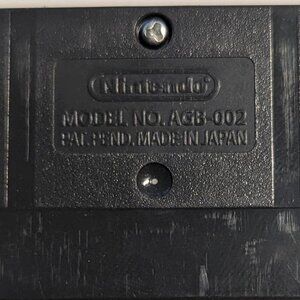 Nintendo
MODEL NO. AGB-002
PAT. PEND. MADE IN JAPAN